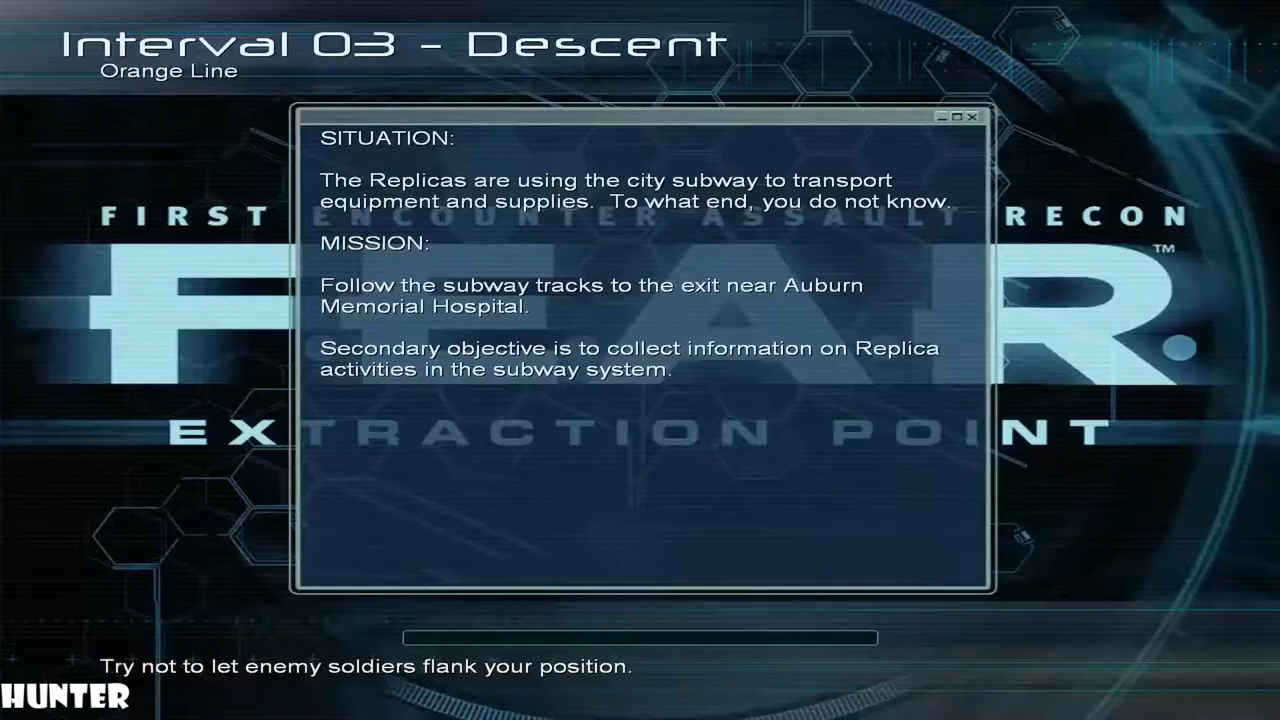 Interval 03 - Descent
Orange Line
SITUATION:
The Replicas are using the city subway to transport
equipment and supplies.  To what end, you do not know.
FIRST ENCOUNTER ASSAULT RECON
MISSION:
FEAR.™
Follow the subway tracks to the exit near Auburn
Memorial Hospital.
Secondary objective is to collect information on Replica
activities in the subway system.
EXTRACTION POINT
Try not to let enemy soldiers flank your position.
HUNTER